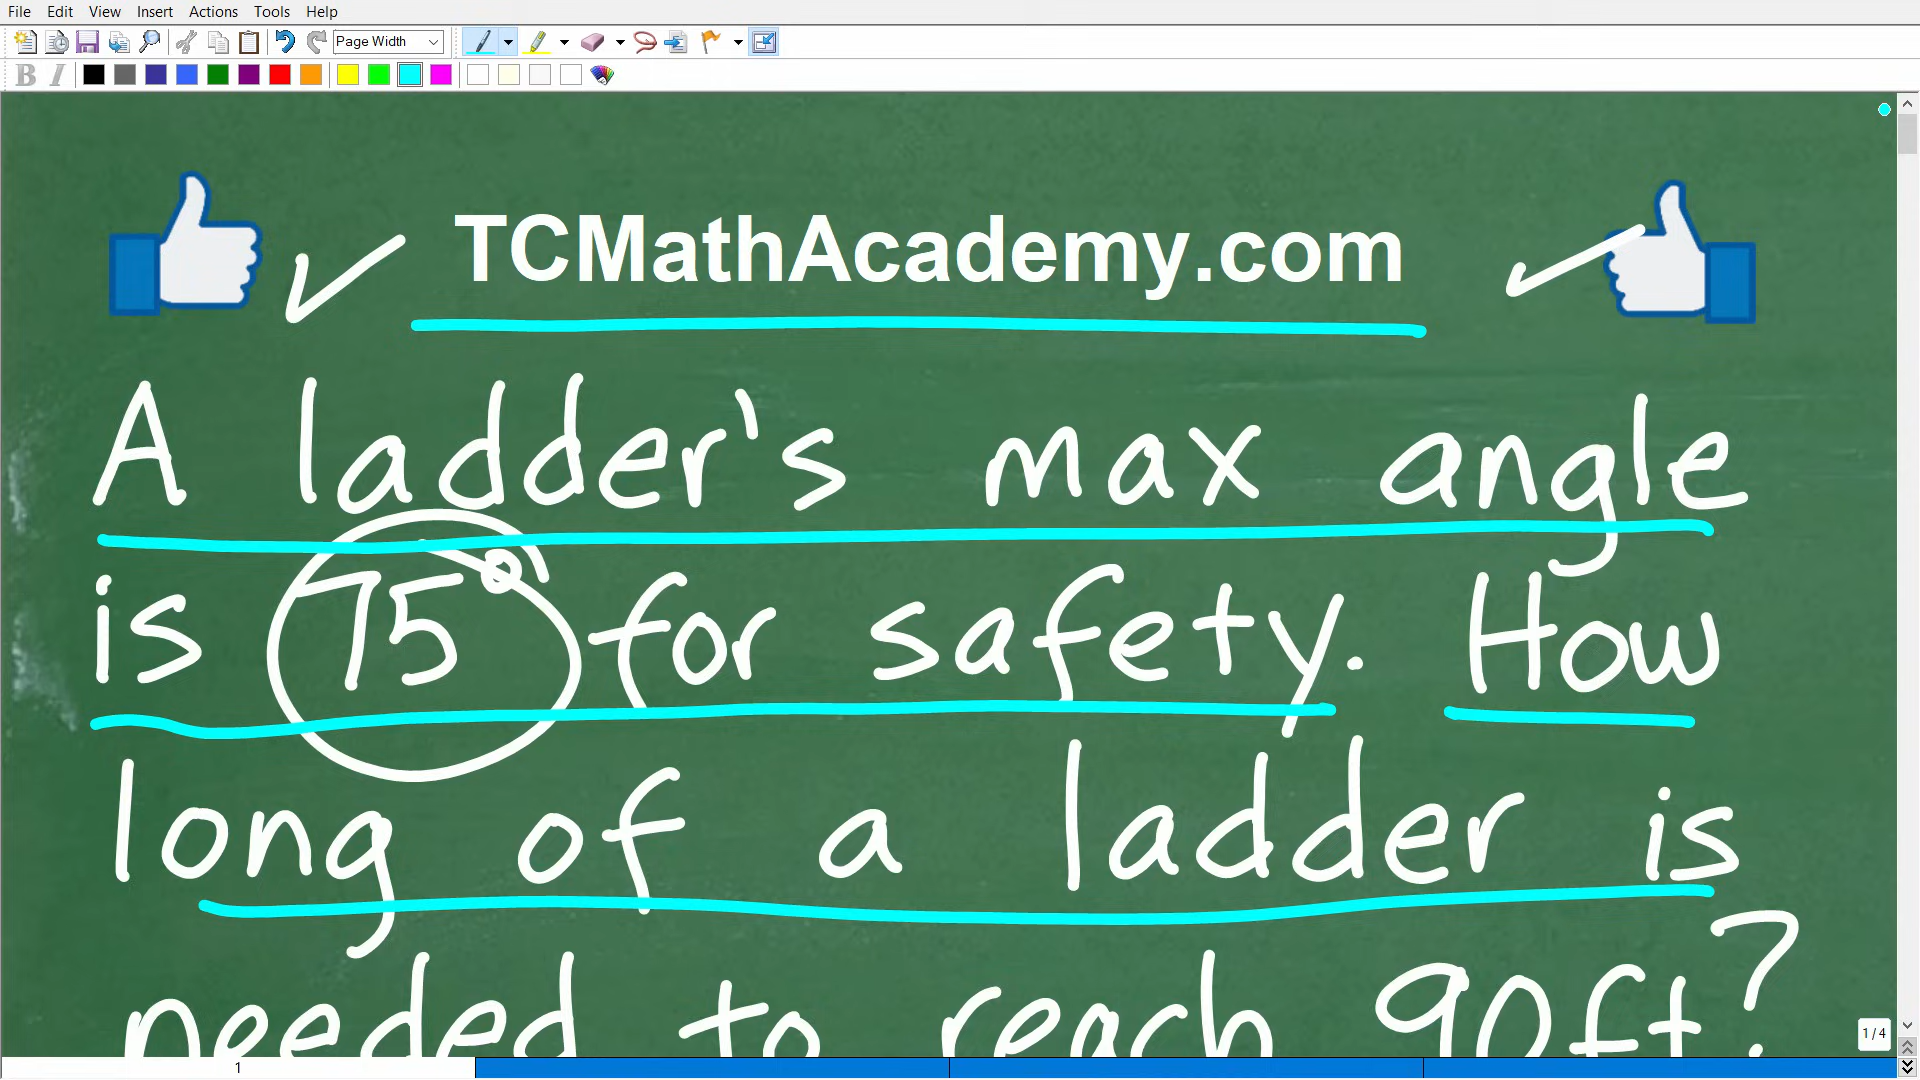 File Edit View Insert Actions Tools Help
Page Width
B I
TCMathAcademy.com
A ladder's max angle
is 75° for safety. How
long of a ladder is
needed to reach 90ft?
1 / 4
1